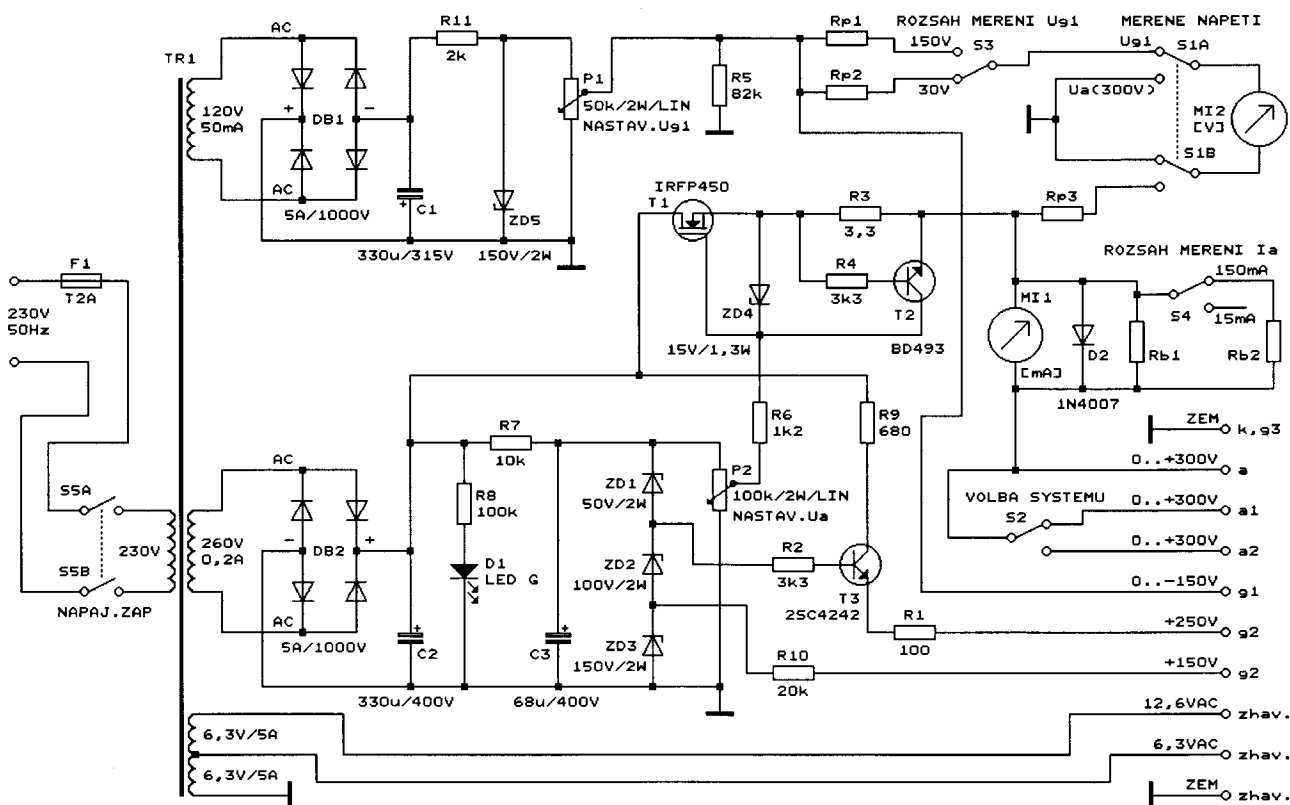 TR1
AC
120V
50mA
+
DB1
-
AC
5A/1000V
R11
2k
C1
+
330u/315V
ZD5
150V/2W
P1
50k/2W/LIN
NASTAV.Ug1
R5
82k
Rp1
Rp2
ROZSAH MERENI Ug1
150V
S3
30V
MERENE NAPETI
Ug1
S1A
Ua(300V)
MI2
[V]
S1B
Rp3
IRFP450
T1
R3
3,3
R4
3k3
ZD4
15V/1,3W
T2
BD493
ROZSAH MERENI Ia
150mA
S4
15mA
MI1
[mA]
D2
1N4007
Rb1
Rb2
F1
T2A
230V
50Hz
S5A
S5B
NAPAJ.ZAP
230V
AC
260V
0,2A
-
DB2
+
AC
5A/1000V
C2
+
330u/400V
R8
100k
D1
LED G
R7
10k
C3
+
68u/400V
ZD1
50V/2W
ZD2
100V/2W
ZD3
150V/2W
P2
100k/2W/LIN
NASTAV.Ua
R6
1k2
R9
680
R2
3k3
T3
2SC4242
R1
100
R10
20k
ZEM
k,g3
0..+300V
a
VOLBA SYSTEMU
S2
0..+300V
a1
0..+300V
a2
0..-150V
g1
+250V
g2
+150V
g2
6,3V/5A
6,3V/5A
12,6VAC
zhav.
6,3VAC
zhav.
ZEM
zhav.